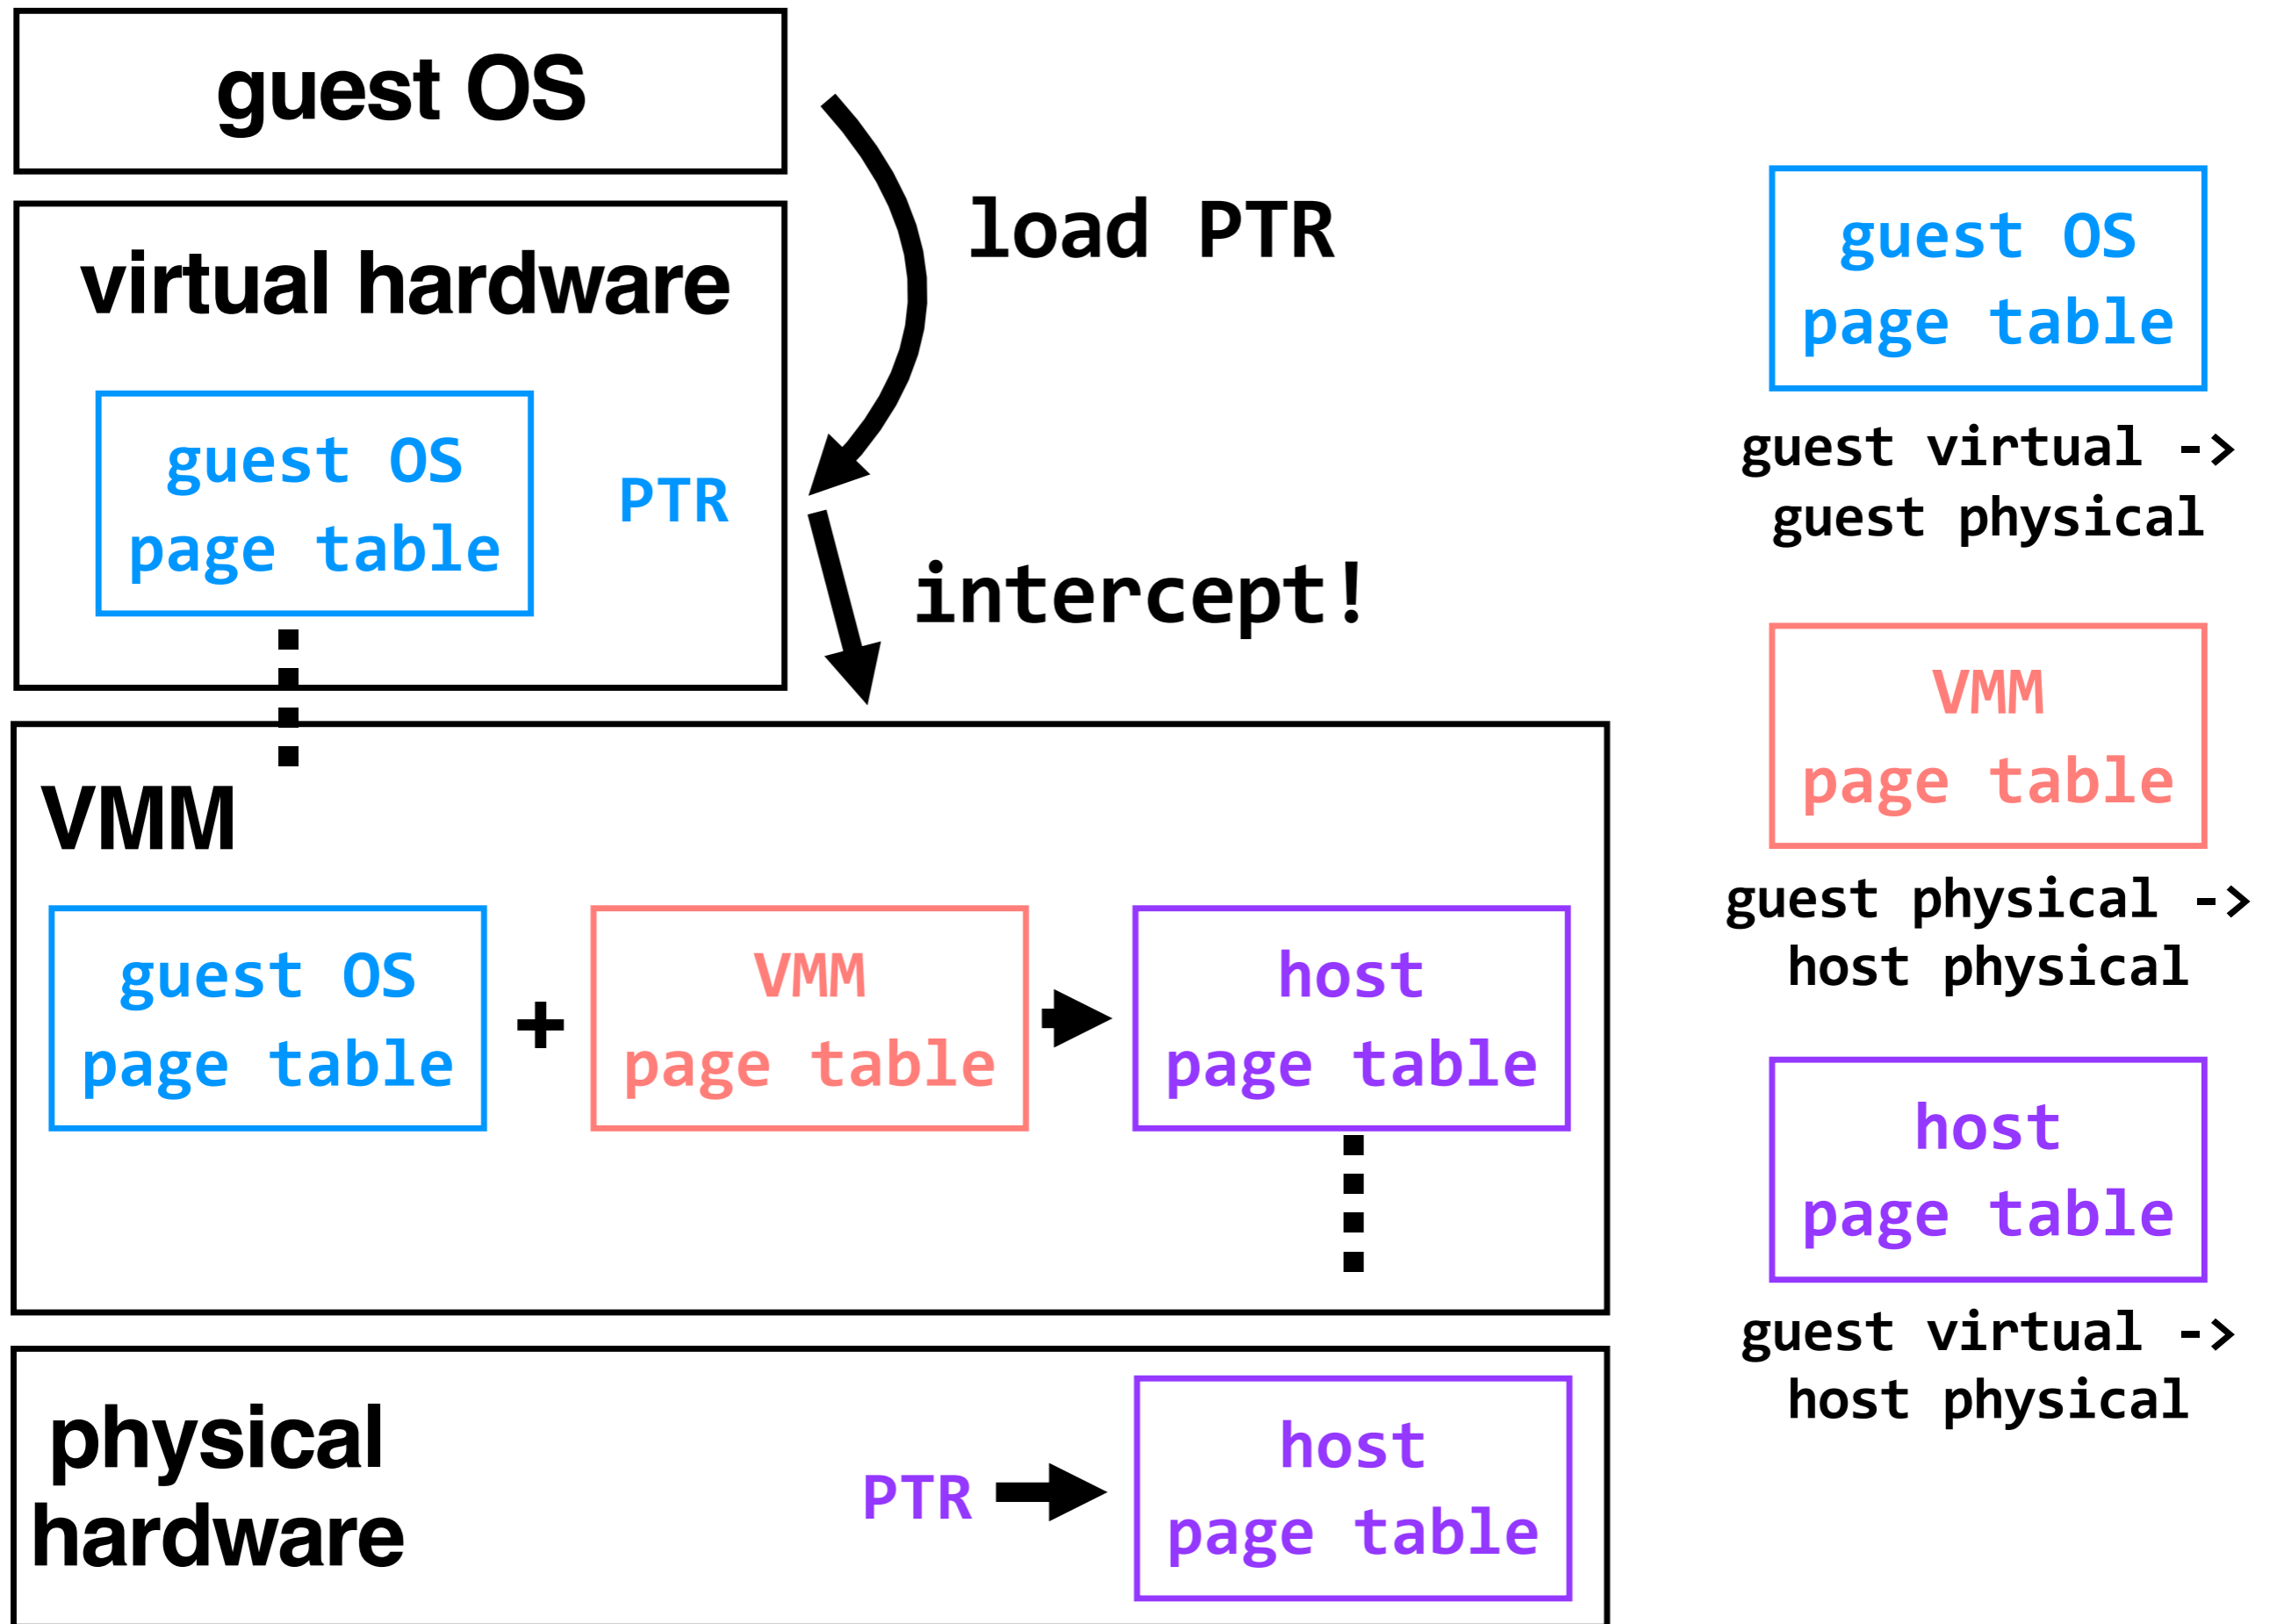 guest OS
virtual hardware
guest OS
page table
PTR
load PTR
intercept!
VMM
guest OS
page table
+
VMM
page table
host
page table
physical
hardware
PTR
host
page table
guest OS
page table
guest virtual ->
guest physical
VMM
page table
guest physical ->
host physical
host
page table
guest virtual ->
host physical